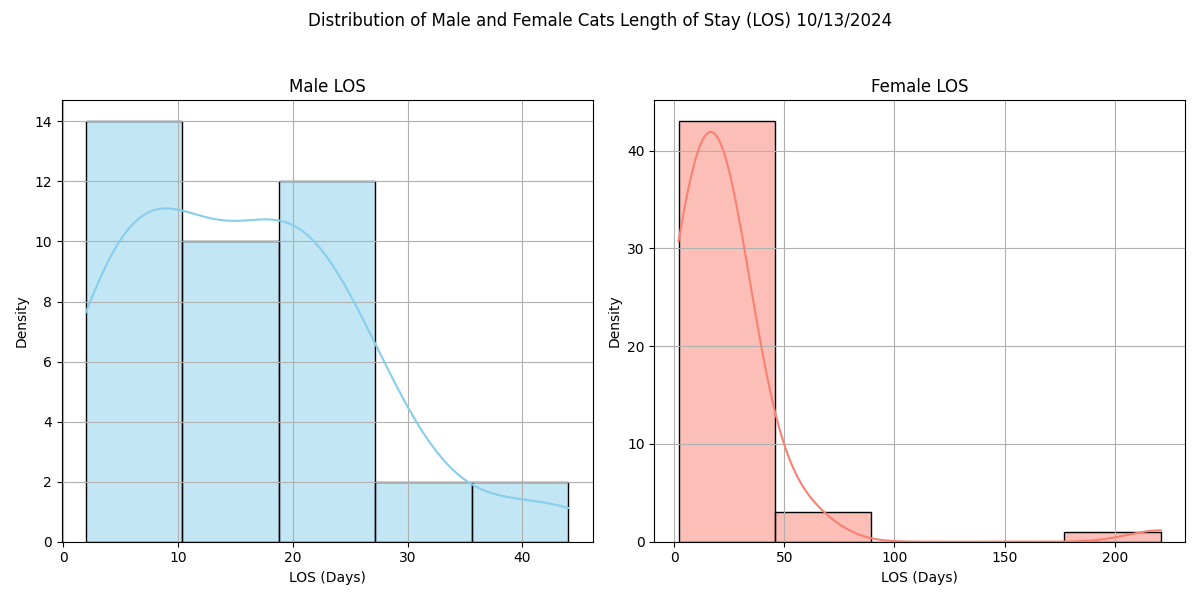 Distribution of Male and Female Cats Length of Stay (LOS) 10/13/2024
Male LOS
14
12
10
8
6
4
2
0
Density
0 10 20 30 40
LOS (Days)
Female LOS
40
30
20
10
0
Density
0 50 100 150 200
LOS (Days)